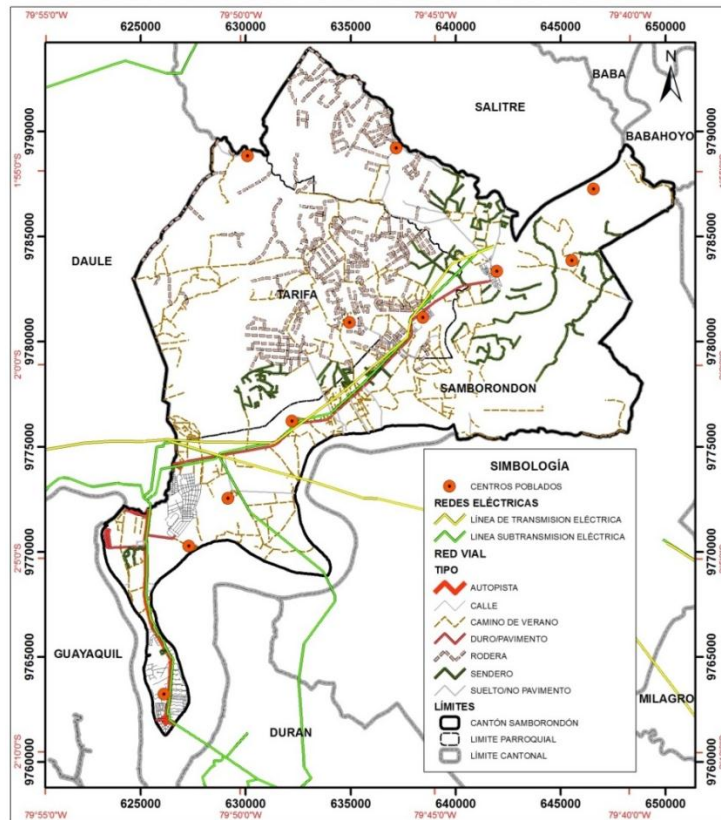 79°55'0"O 79°50'0"O 79°45'0"O 79°40'0"O
625000 630000 635000 640000 645000 650000
N
BABA
SALITRE
BABAHOYO
9790000 9790000
1°55'0"S
9785000 9785000
DAULE
TARIFA
9780000 9780000
2°0'0"S
SAMBORONDON
9775000 9775000
SIMBOLOGÍA
CENTROS POBLADOS
REDES ELÉCTRICAS
LÍNEA DE TRANSMISION ELÉCTRICA
LINEA SUBTRANSMISIÓN ELÉCTRICA
RED VIAL
TIPO
AUTOPISTA
CALLE
CAMINO DE VERANO
DURO/PAVIMENTO
RODERA
SENDERO
SUELTO/NO PAVIMENTO
LÍMITES
CANTÓN SAMBORONDÓN
LIMITE PARROQUIAL
LÍMITE CANTONAL
9770000 9770000
2°5'0"S
GUAYAQUIL
9765000 9765000
MILAGRO
DURAN
9760000 9760000
2°10'0"S
625000 630000 635000 640000 645000 650000
79°55'0"O 79°50'0"O 79°45'0"O 79°40'0"O